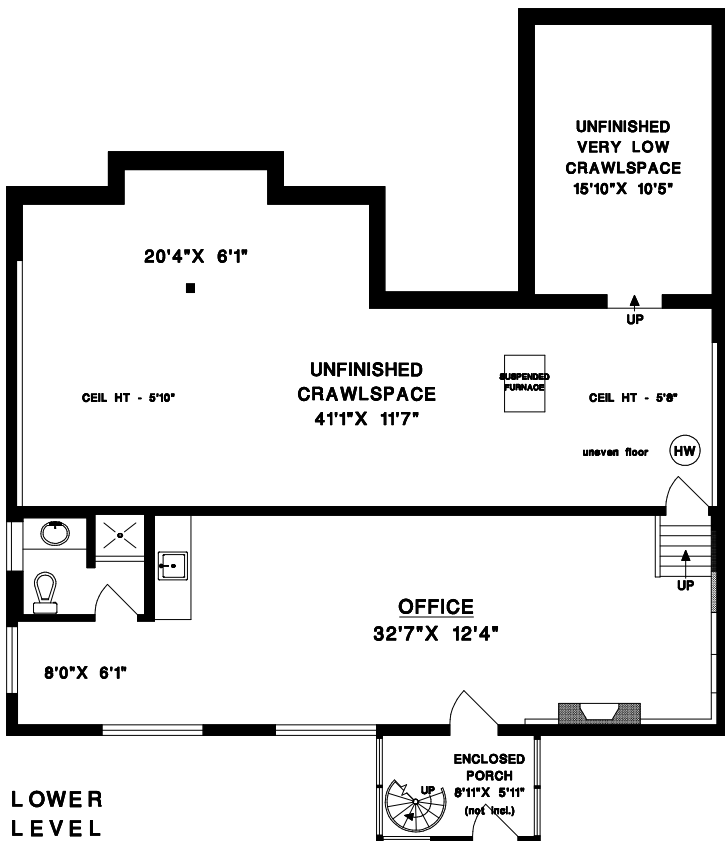 UNFINISHED
VERY LOW
CRAWLSPACE
15'10"X 10'5"
20'4"X 6'1"
UP
UNFINISHED
CRAWLSPACE
41'1"X 11'7"
SUSPENDED
FURNACE
CEIL HT - 5'10"
CEIL HT - 5'8"
uneven floor
HW
UP
OFFICE
32'7"X 12'4"
8'0"X 6'1"
ENCLOSED
PORCH
8'11"X 5'11"
(not incl.)
UP
LOWER
LEVEL